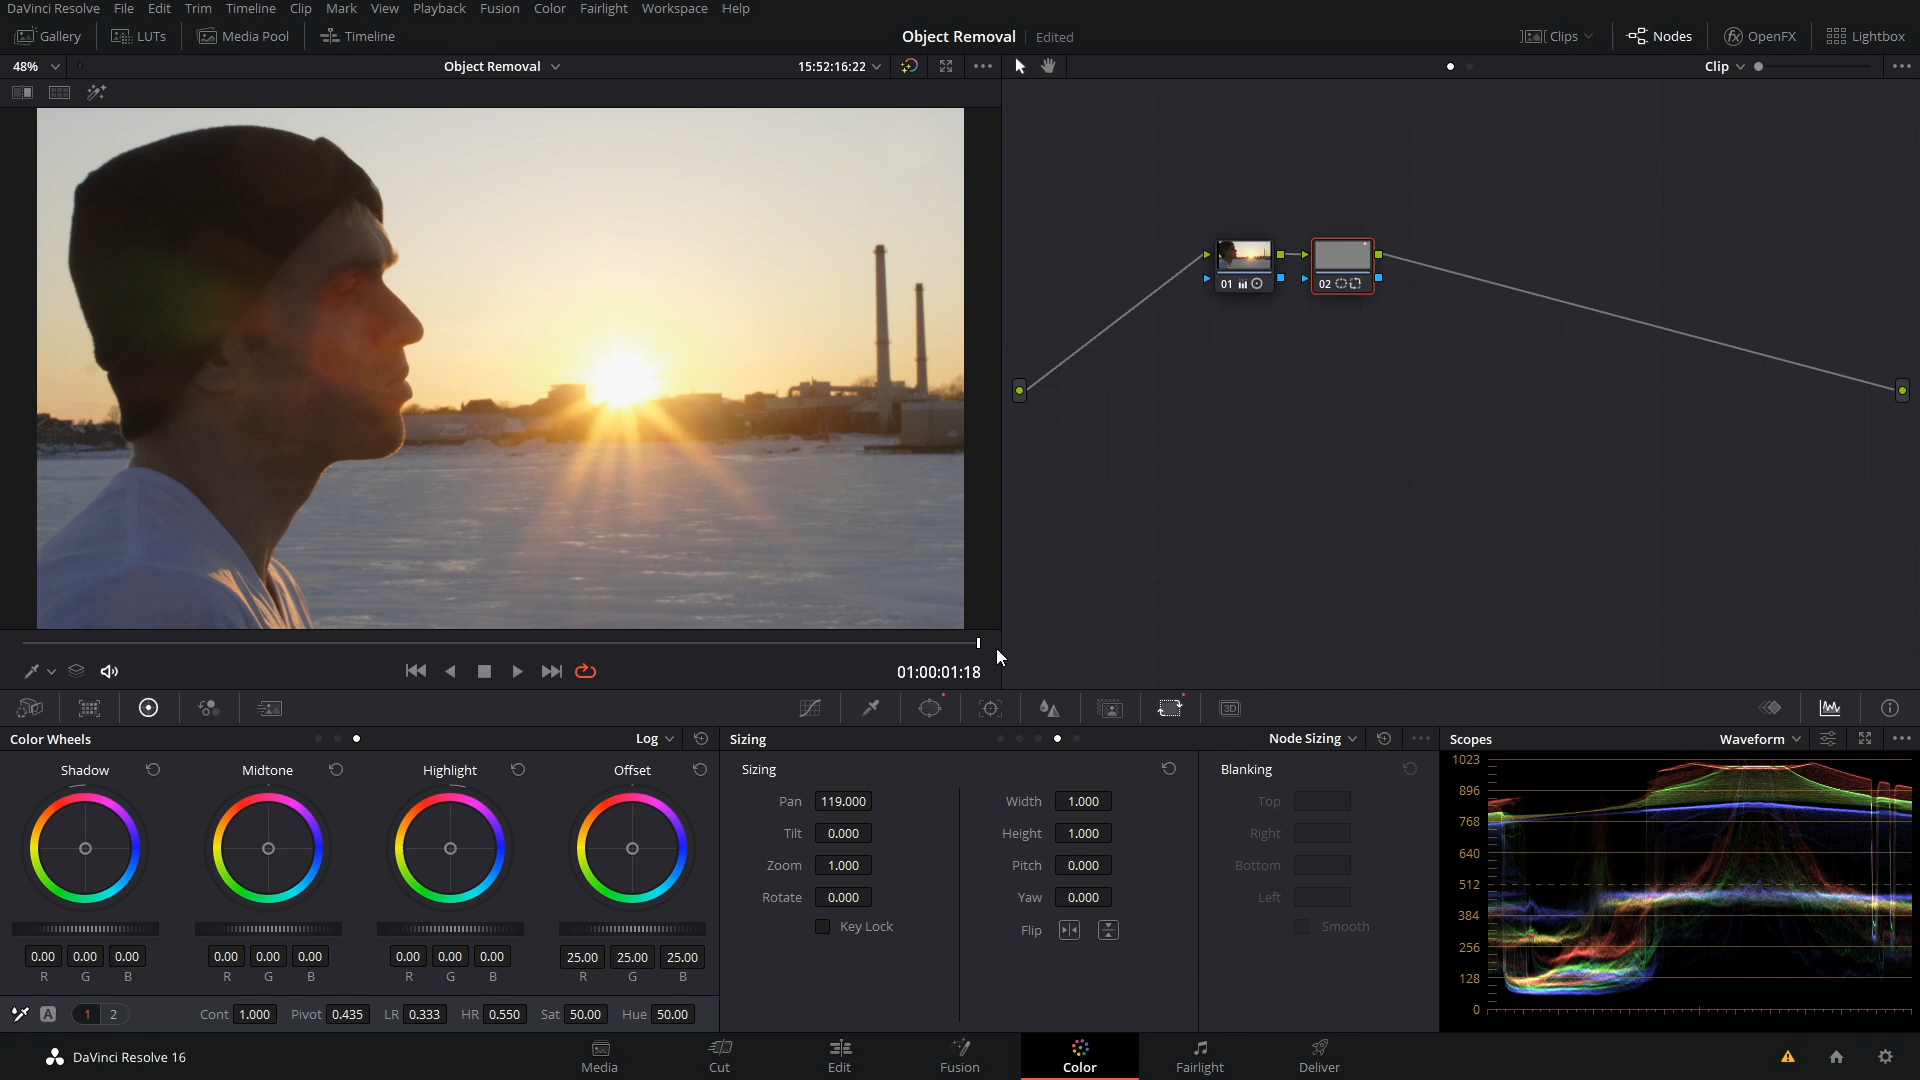 DaVinci Resolve File Edit Trim Timeline Clip Mark View Playback Fusion Color Fairlight Workspace Help
Gallery LUTs Media Pool Timeline Object Removal Edited Clips Nodes OpenFX Lightbox
48% Object Removal 15:52:16:22 Clip
01 02
01:00:01:18
Color Wheels Log Sizing Node Sizing Scopes Waveform
Shadow Midtone Highlight Offset Sizing Blanking
Pan 119.000 Width 1.000 Top
Tilt 0.000 Height 1.000 Right
Zoom 1.000 Pitch 0.000 Bottom
Rotate 0.000 Yaw 0.000 Left
Key Lock Flip Smooth
1023
896
768
640
512
384
256
128
0
0.00 0.00 0.00 0.00 0.00 0.00 0.00 0.00 0.00 25.00 25.00 25.00
R G B R G B R G B R G B
A 1 2 Cont 1.000 Pivot 0.435 LR 0.333 HR 0.550 Sat 50.00 Hue 50.00
DaVinci Resolve 16 Media Cut Edit Fusion Color Fairlight Deliver
3D